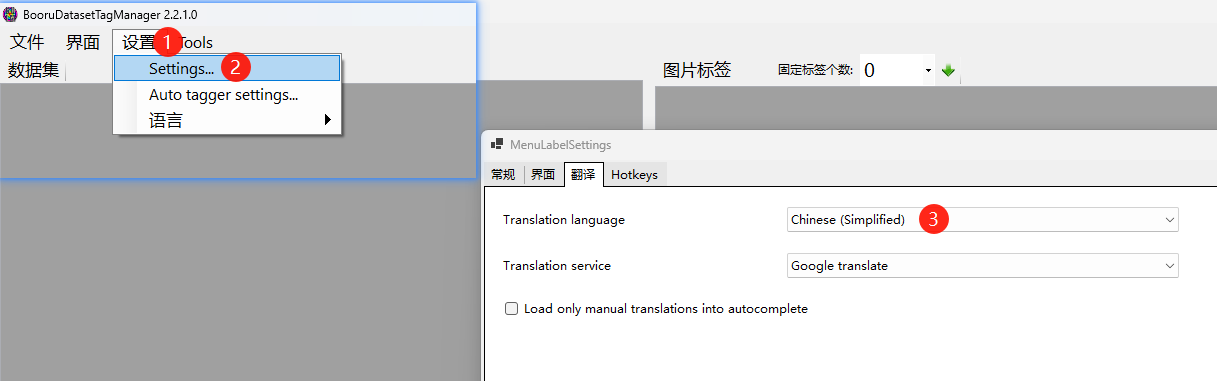 BooruDatasetTagManager 2.2.1.0
文件 界面 设置 1 Tools
Settings... 2
数据集
图片标签 固定标签个数: 0
Auto tagger settings...
语言
MenuLabelSettings
常规 界面 翻译 Hotkeys
Translation language Chinese (Simplified) 3
Translation service Google translate
Load only manual translations into autocomplete